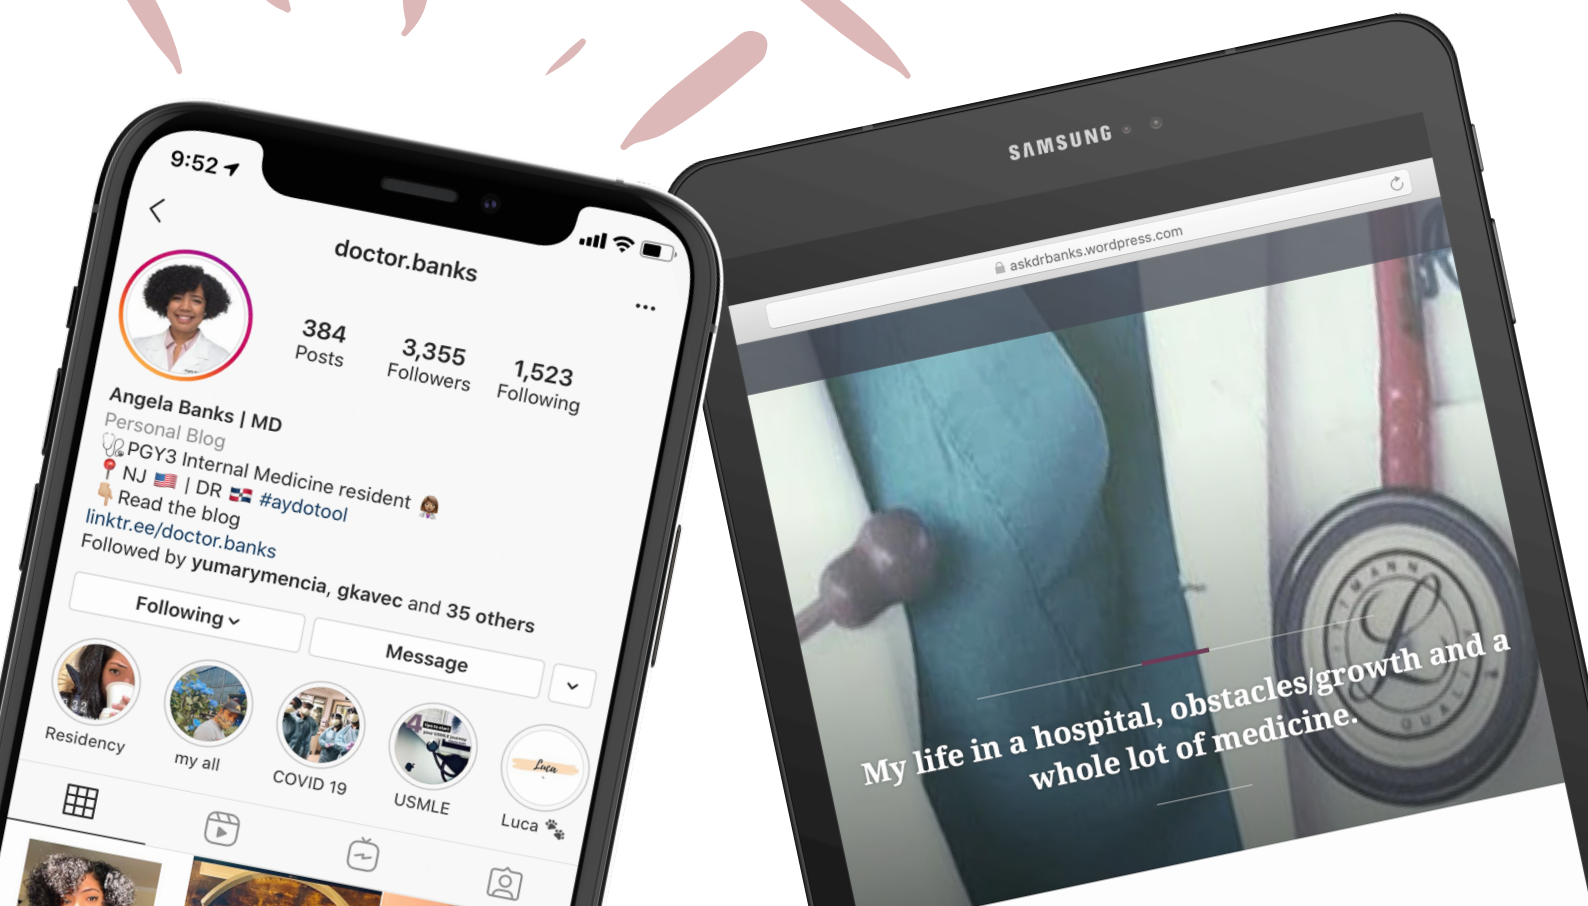 9:52
doctor.banks
384
Posts
3,355
Followers
1,523
Following
Angela Banks | MD
Personal Blog
🩺PGY3 Internal Medicine resident 👩🏽‍⚕️
📍 NJ 🇺🇸 | DR 🇩🇴 #aydotool
👇🏼Read the blog
linktr.ee/doctor.banks
Followed by yumarymencia, gkavec and 35 others
Following
Message
Residency
my all
COVID 19
USMLE
Luca
Luca 🐾
SAMSUNG
askdrbanks.wordpress.com
My life in a hospital, obstacles/growth and a
whole lot of medicine.